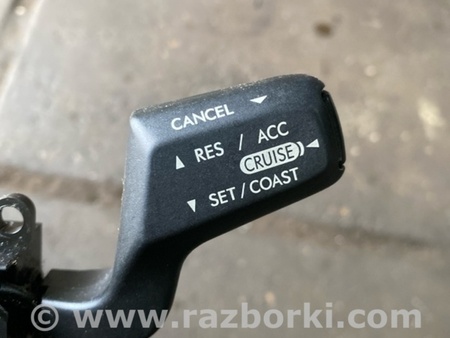 CANCEL ▼
▲ RES / ACC
CRUISE ◀
▼ SET / COAST
© www.razborki.com